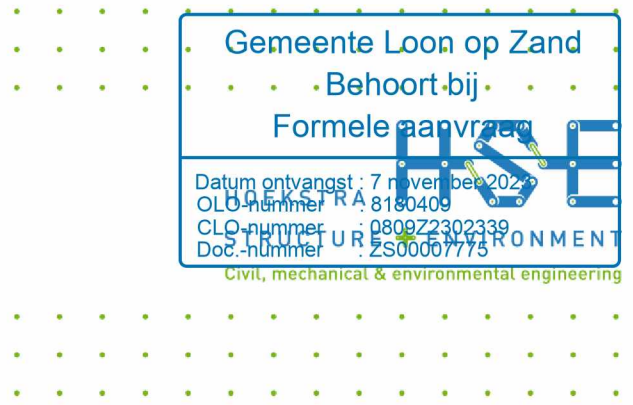 Gemeente Loon op Zand
Behoort bij
Formele aanvraag
Datum ontvangst : 7 november 2023
OLO-nummer : 8180409
CLO-nummer : 0809Z2302339
Doc.-nummer : ZS00007775
HSE
HOEKSTRA
STRUCTURE + ENVIRONMENT
Civil, mechanical & environmental engineering